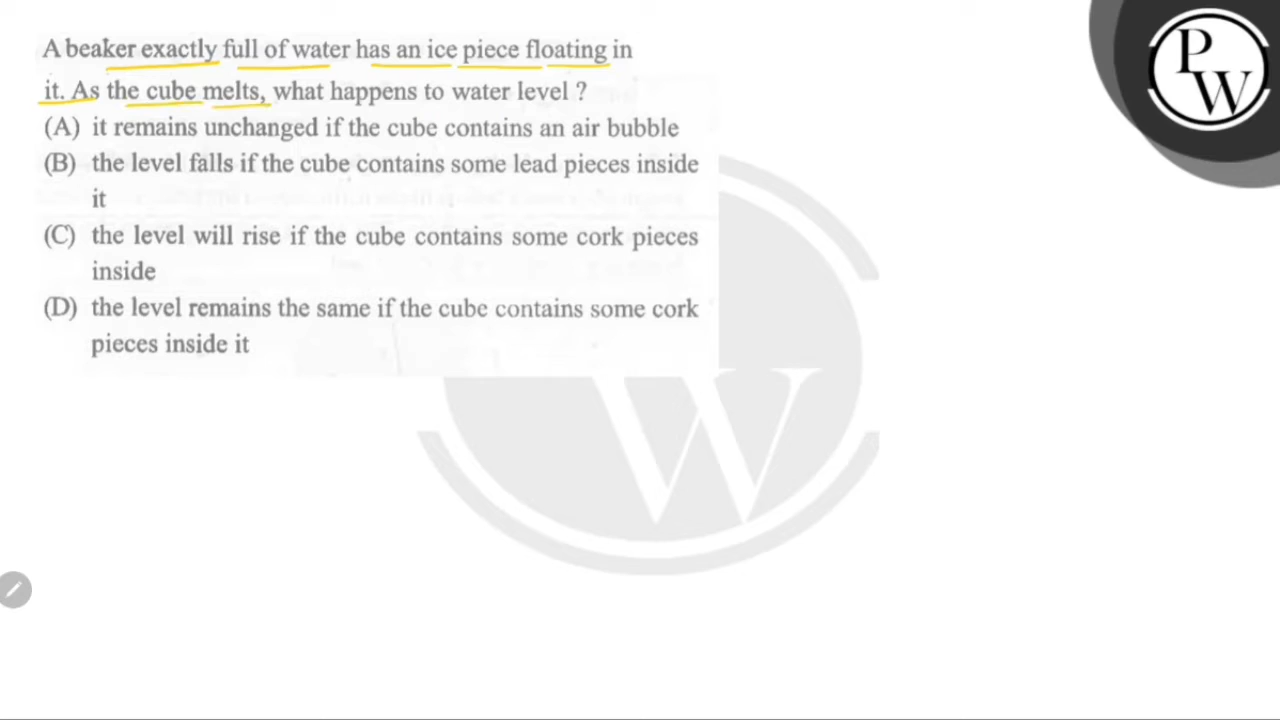 A beaker exactly full of water has an ice piece floating in
it. As the cube melts, what happens to water level ?
(A) it remains unchanged if the cube contains an air bubble
(B) the level falls if the cube contains some lead pieces inside
it
(C) the level will rise if the cube contains some cork pieces
inside
(D) the level remains the same if the cube contains some cork
pieces inside it
P
W
W